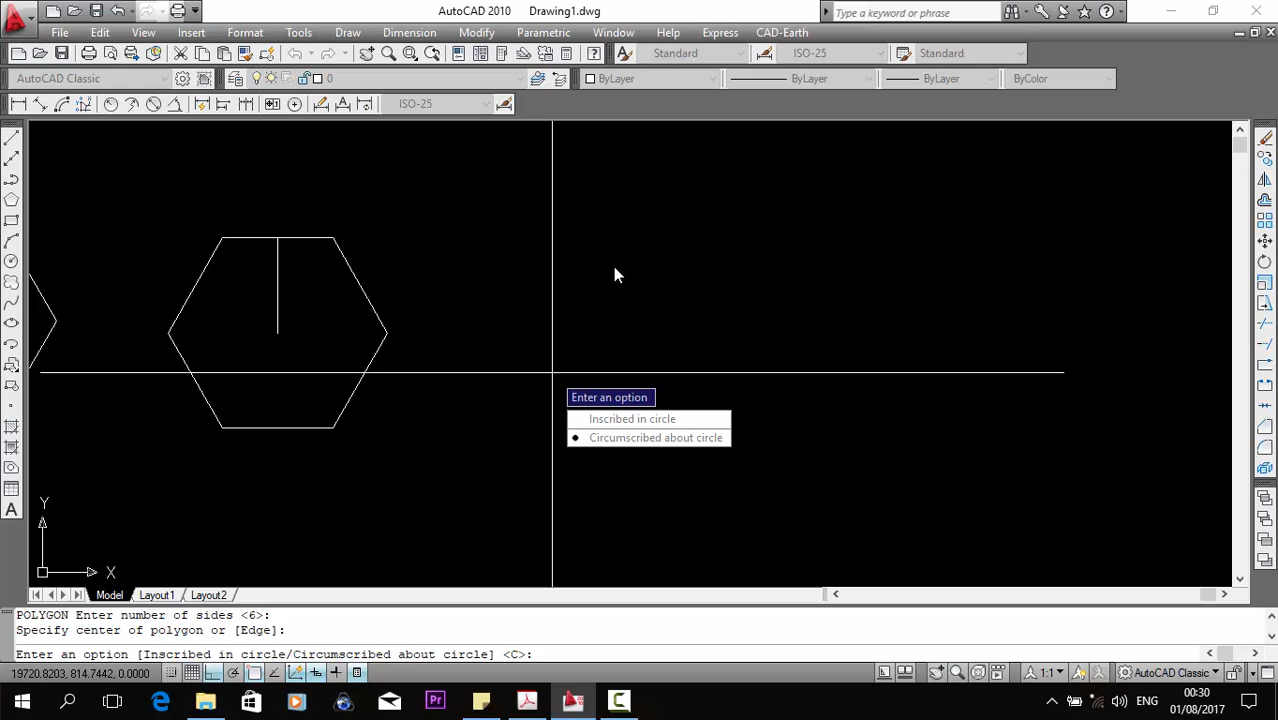 AutoCAD 2010 Drawing1.dwg
Type a keyword or phrase
File Edit View Insert Format Tools Draw Dimension Modify Parametric Window Help Express CAD-Earth
Standard ISO-25 Standard
AutoCAD Classic 0 ByLayer ByLayer ByLayer ByColor
ISO-25
Enter an option
Inscribed in circle
Circumscribed about circle
Y
X
A
Model Layout1 Layout2
POLYGON Enter number of sides <6>:
Specify center of polygon or [Edge]:
Enter an option [Inscribed in circle/Circumscribed about circle] <C>:
19720.8203, 814.7442, 0.0000 1:1 AutoCAD Classic
Pr ENG 00:30
01/08/2017